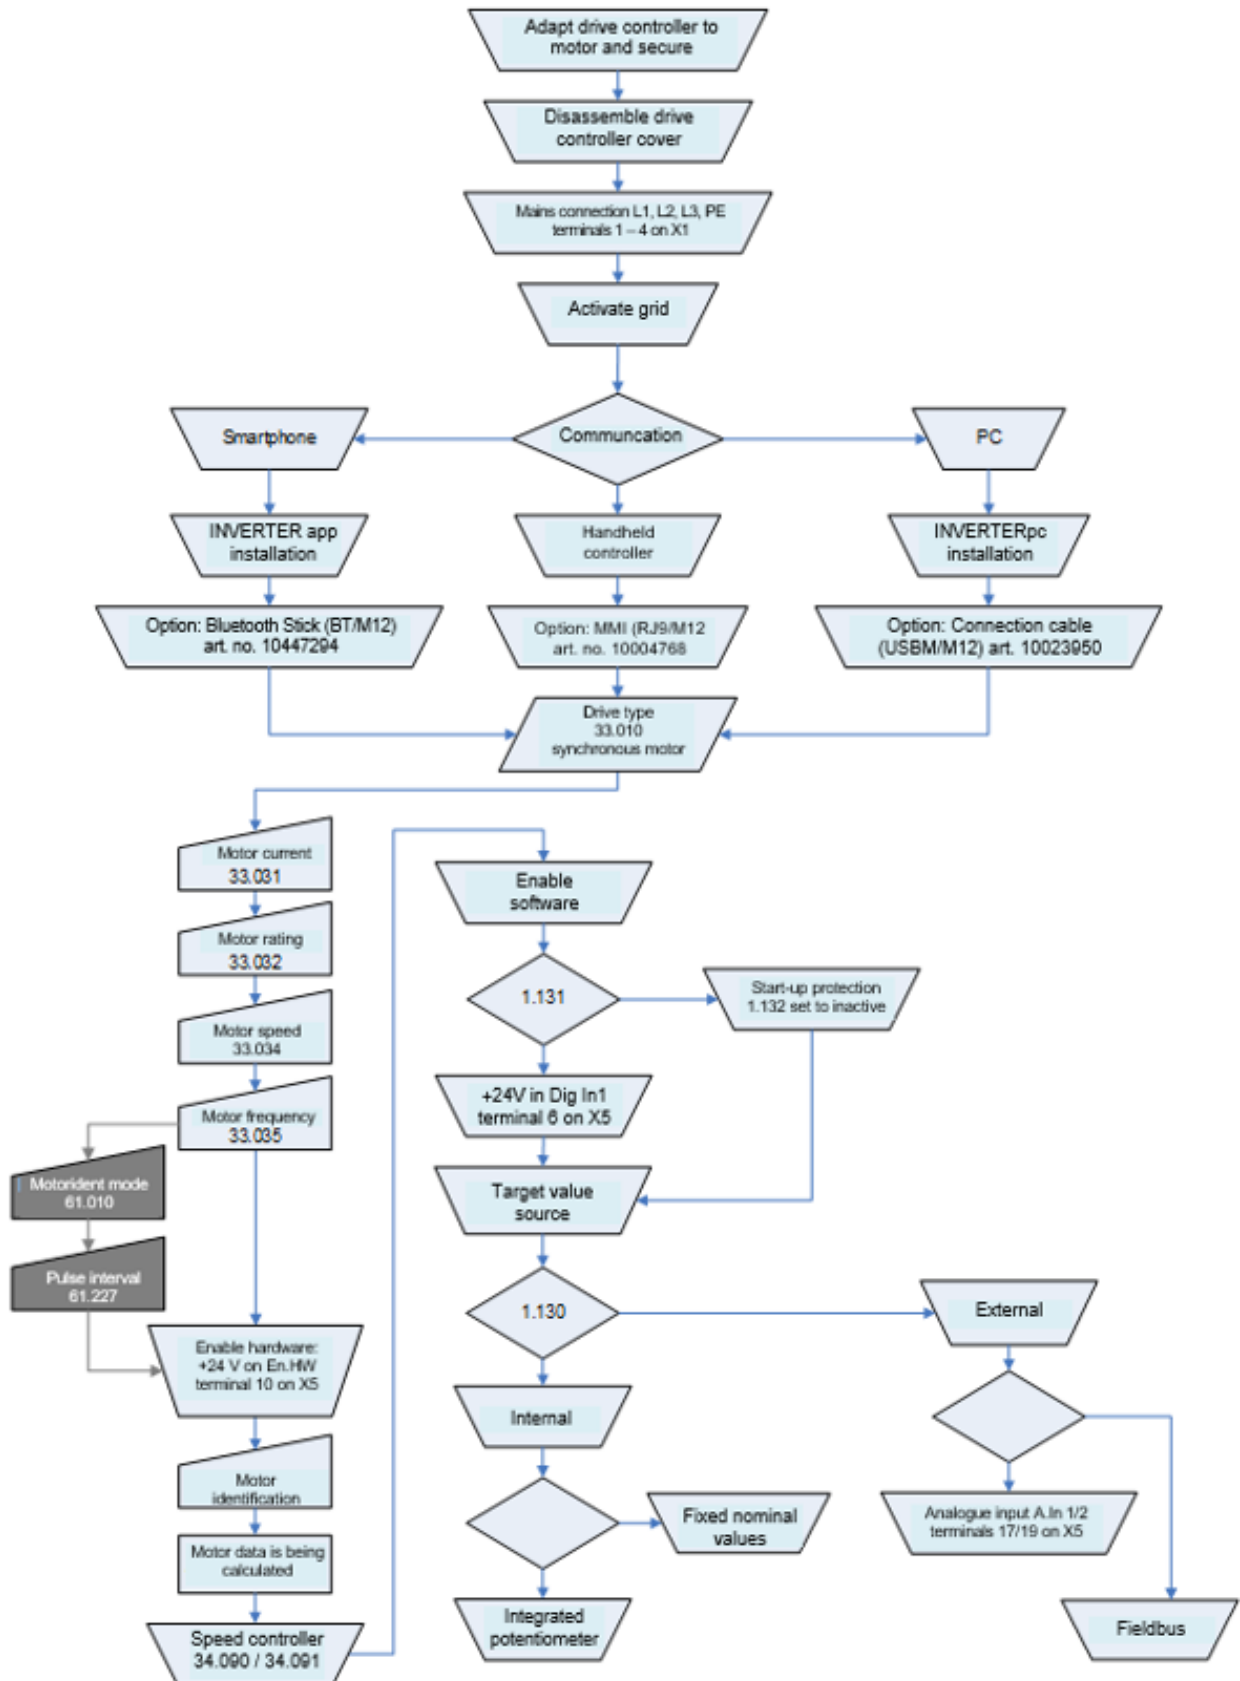 Adapt drive controller to
motor and secure
Disassemble drive
controller cover
Mains connection L1, L2, L3, PE
terminals 1 – 4 on X1
Activate grid
Communcation
Smartphone
PC
INVERTER app
installation
Handheld
controller
INVERTERpc
installation
Option: Bluetooth Stick (BT/M12)
art. no. 10447294
Option: MMI (RJ9/M12
art. no. 10004768
Option: Connection cable
(USBM/M12) art. 10023950
Drive type
33.010
synchronous motor
Motor current
33.031
Motor rating
33.032
Motor speed
33.034
Motor frequency
33.035
Motorident mode
61.010
Pulse interval
61.227
Enable hardware:
+24 V on En.HW
terminal 10 on X5
Motor
identification
Motor data is being
calculated
Speed controller
34.090 / 34.091
Enable
software
1.131
Start-up protection
1.132 set to inactive
+24V in Dig In1
terminal 6 on X5
Target value
source
1.130
External
Internal
Fixed nominal
values
Analogue input A.In 1/2
terminals 17/19 on X5
Integrated
potentiometer
Fieldbus